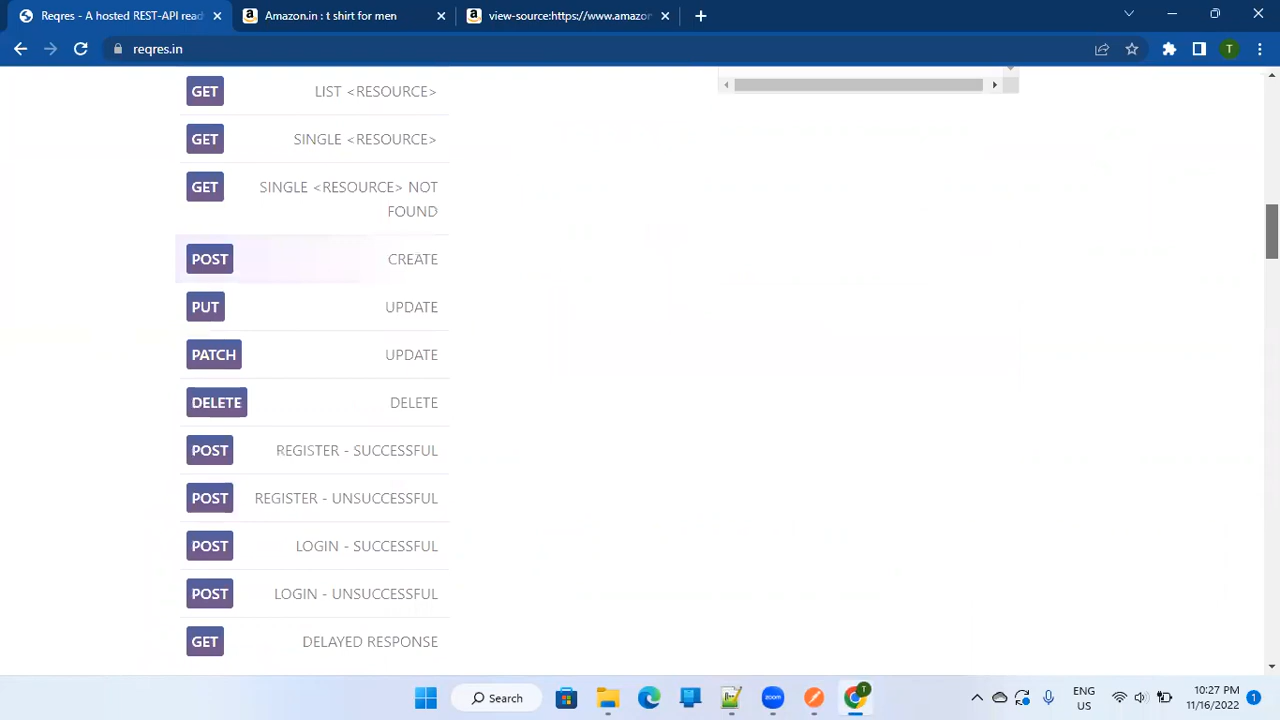 Reqres - A hosted REST-API read
Amazon.in : t shirt for men
view-source:https://www.amazo
reqres.in
T
GET LIST <RESOURCE>
GET SINGLE <RESOURCE>
GET SINGLE <RESOURCE> NOT
FOUND
POST CREATE
PUT UPDATE
PATCH UPDATE
DELETE DELETE
POST REGISTER - SUCCESSFUL
POST REGISTER - UNSUCCESSFUL
POST LOGIN - SUCCESSFUL
POST LOGIN - UNSUCCESSFUL
GET DELAYED RESPONSE
Search
zoom
T
ENG
US
10:27 PM
11/16/2022
1